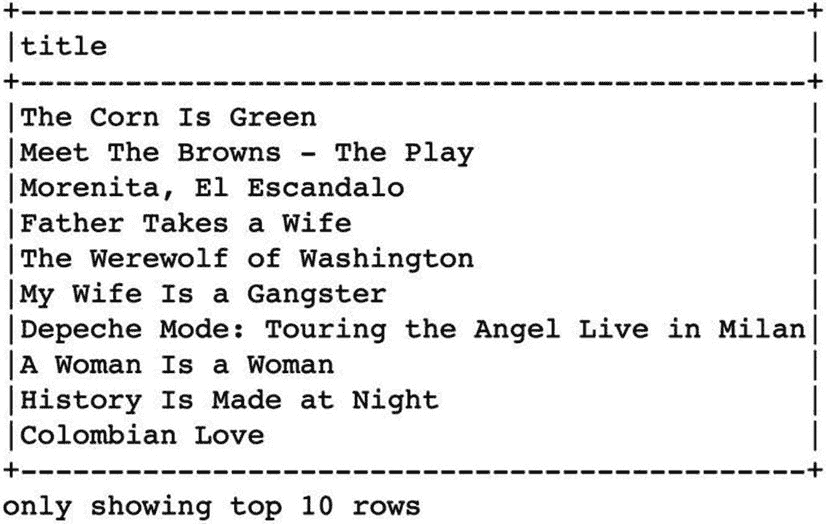 +---------------------------------------------+
|title                                        |
+---------------------------------------------+
|The Corn Is Green                            |
|Meet The Browns - The Play                   |
|Morenita, El Escandalo                       |
|Father Takes a Wife                          |
|The Werewolf of Washington                   |
|My Wife Is a Gangster                        |
|Depeche Mode: Touring the Angel Live in Milan|
|A Woman Is a Woman                           |
|History Is Made at Night                     |
|Colombian Love                               |
+---------------------------------------------+
only showing top 10 rows